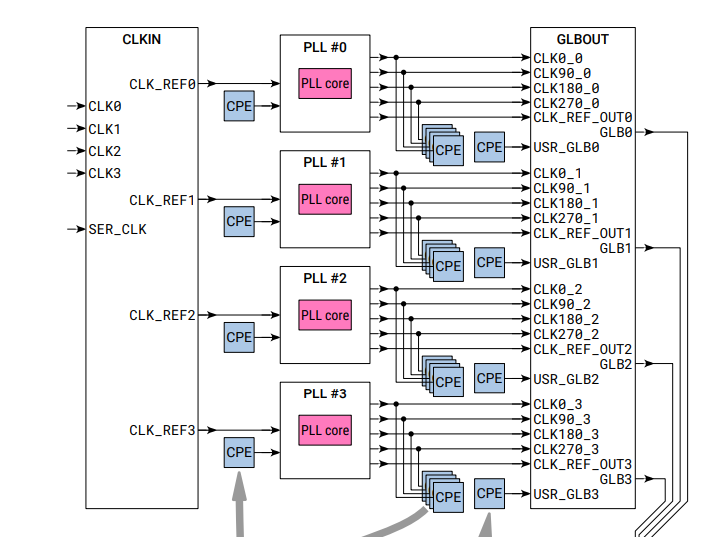 CLKIN
CLK_REF0
CLK0
CLK1
CLK2
CLK3
CLK_REF1
SER_CLK
CLK_REF2
CLK_REF3
CPE
CPE
CPE
CPE
PLL #0
PLL core
PLL #1
PLL core
PLL #2
PLL core
PLL #3
PLL core
CPE
CPE
CPE
CPE
CPE
CPE
CPE
CPE
GLBOUT
CLK0_0
CLK90_0
CLK180_0
CLK270_0
CLK_REF_OUT0
GLB0
USR_GLB0
CLK0_1
CLK90_1
CLK180_1
CLK270_1
CLK_REF_OUT1
GLB1
USR_GLB1
CLK0_2
CLK90_2
CLK180_2
CLK270_2
CLK_REF_OUT2
GLB2
USR_GLB2
CLK0_3
CLK90_3
CLK180_3
CLK270_3
CLK_REF_OUT3
GLB3
USR_GLB3